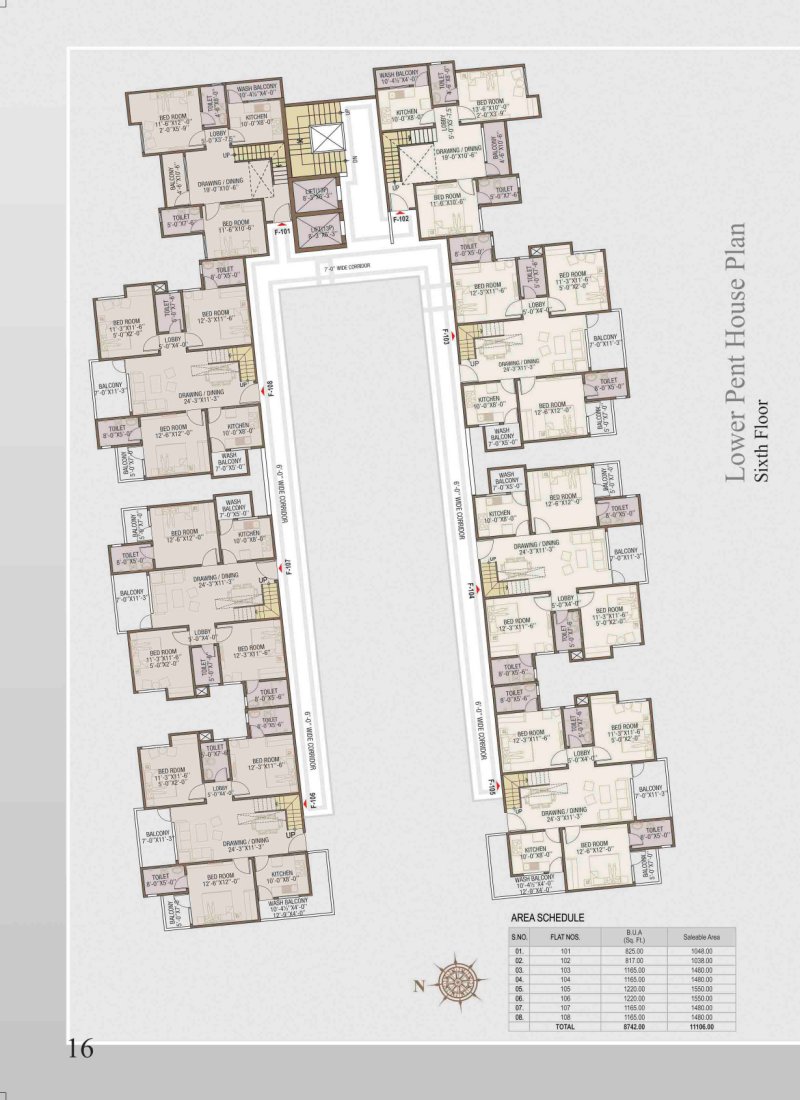 WASH BALCONY
10'-4½"X4'-0"
TOILET
4'-6"X8'-0"
BED ROOM
11'-6"X12'-0"
2'-0"X5'-9"
KITCHEN
10'-0"X8'-0"
LOBBY
5'-0"X3'-7.5"
UP
BALCONY
4'-6"X10'-6"
DRAWING / DINING
19'-0"X10'-6"
TOILET
5'-0"X7'-6"
BED ROOM
11'-6"X10'-6"
F-101
UP
DN
LIFT(13P)
8'-3"X6'-3"
LIFT(13P)
8'-3"X6'-3"
WASH BALCONY
10'-4½"X4'-0"
TOILET
4'-6"X8'-0"
BED ROOM
13'-6"X10'-0"
2'-0"X3'-9"
KITCHEN
10'-0"X8'-0"
LOBBY
5'-0"X3'-7.5"
DRAWING / DINING
19'-0"X10'-6"
BALCONY
4'-6"X10'-6"
UP
BED ROOM
11'-6"X10'-6"
TOILET
5'-0"X7'-6"
F-102
7'-0" WIDE CORRIDOR
TOILET
8'-0"X5'-6"
TOILET
5'-0"X7'-6"
BED ROOM
11'-3"X11'-6"
5'-0"X2'-0"
BED ROOM
12'-3"X11'-6"
LOBBY
5'-0"X4'-0"
BALCONY
7'-0"X11'-3"
DRAWING / DINING
24'-3"X11'-3"
UP
F-108
TOILET
8'-0"X5'-0"
BED ROOM
12'-6"X12'-0"
KITCHEN
10'-0"X8'-0"
BALCONY
5'-0"X7'-0"
WASH
BALCONY
7'-0"X5'-0"
6'-0" WIDE CORRIDOR
TOILET
8'-0"X5'-6"
BED ROOM
12'-3"X11'-6"
TOILET
5'-0"X7'-6"
BED ROOM
11'-3"X11'-6"
5'-0"X2'-0"
LOBBY
5'-0"X4'-0"
F-103
UP
DRAWING / DINING
24'-3"X11'-3"
BALCONY
7'-0"X11'-3"
KITCHEN
10'-0"X8'-0"
BED ROOM
12'-6"X12'-0"
TOILET
8'-0"X5'-0"
BALCONY
5'-0"X7'-0"
WASH
BALCONY
7'-0"X5'-0"
6'-0" WIDE CORRIDOR
Lower Pent House Plan
Sixth Floor
BALCONY
5'-0"X7'-0"
BED ROOM
12'-6"X12'-0"
WASH
BALCONY
7'-0"X5'-0"
KITCHEN
10'-0"X8'-0"
TOILET
8'-0"X5'-0"
BALCONY
7'-0"X11'-3"
DRAWING / DINING
24'-3"X11'-3"
UP
F-107
LOBBY
5'-0"X4'-0"
BED ROOM
11'-3"X11'-6"
5'-0"X2'-0"
TOILET
5'-0"X7'-6"
BED ROOM
12'-3"X11'-6"
TOILET
8'-0"X5'-6"
WASH
BALCONY
7'-0"X5'-0"
BED ROOM
12'-6"X12'-0"
BALCONY
5'-0"X7'-0"
KITCHEN
10'-0"X8'-0"
TOILET
8'-0"X5'-0"
DRAWING / DINING
24'-3"X11'-3"
BALCONY
7'-0"X11'-3"
UP
F-104
LOBBY
5'-0"X4'-0"
BED ROOM
12'-3"X11'-6"
TOILET
5'-0"X7'-6"
BED ROOM
11'-3"X11'-6"
5'-0"X2'-0"
TOILET
8'-0"X5'-6"
TOILET
8'-0"X5'-6"
TOILET
5'-0"X7'-6"
BED ROOM
11'-3"X11'-6"
5'-0"X2'-0"
BED ROOM
12'-3"X11'-6"
LOBBY
5'-0"X4'-0"
6'-0" WIDE CORRIDOR
F-106
BALCONY
7'-0"X11'-3"
DRAWING / DINING
24'-3"X11'-3"
UP
TOILET
8'-0"X5'-0"
BED ROOM
12'-6"X12'-0"
KITCHEN
10'-0"X8'-0"
BALCONY
5'-0"X7'-0"
WASH BALCONY
10'-4½"X4'-0"
12'-9"X4'-0"
TOILET
8'-0"X5'-6"
BED ROOM
12'-3"X11'-6"
TOILET
5'-0"X7'-6"
BED ROOM
11'-3"X11'-6"
5'-0"X2'-0"
LOBBY
5'-0"X4'-0"
6'-0" WIDE CORRIDOR
F-105
UP
DRAWING / DINING
24'-3"X11'-3"
BALCONY
7'-0"X11'-3"
KITCHEN
10'-0"X8'-0"
BED ROOM
12'-6"X12'-0"
TOILET
8'-0"X5'-0"
BALCONY
5'-0"X7'-0"
WASH BALCONY
10'-4½"X4'-0"
12'-9"X4'-0"
AREA SCHEDULE
S.NO. FLAT NOS. B.U.A (Sq. Ft.) Saleable Area
01. 101 825.00 1048.00
02. 102 817.00 1038.00
03. 103 1165.00 1480.00
04. 104 1165.00 1480.00
05. 105 1220.00 1550.00
06. 106 1220.00 1550.00
07. 107 1165.00 1480.00
08. 108 1165.00 1480.00
TOTAL 8742.00 11106.00
N
16